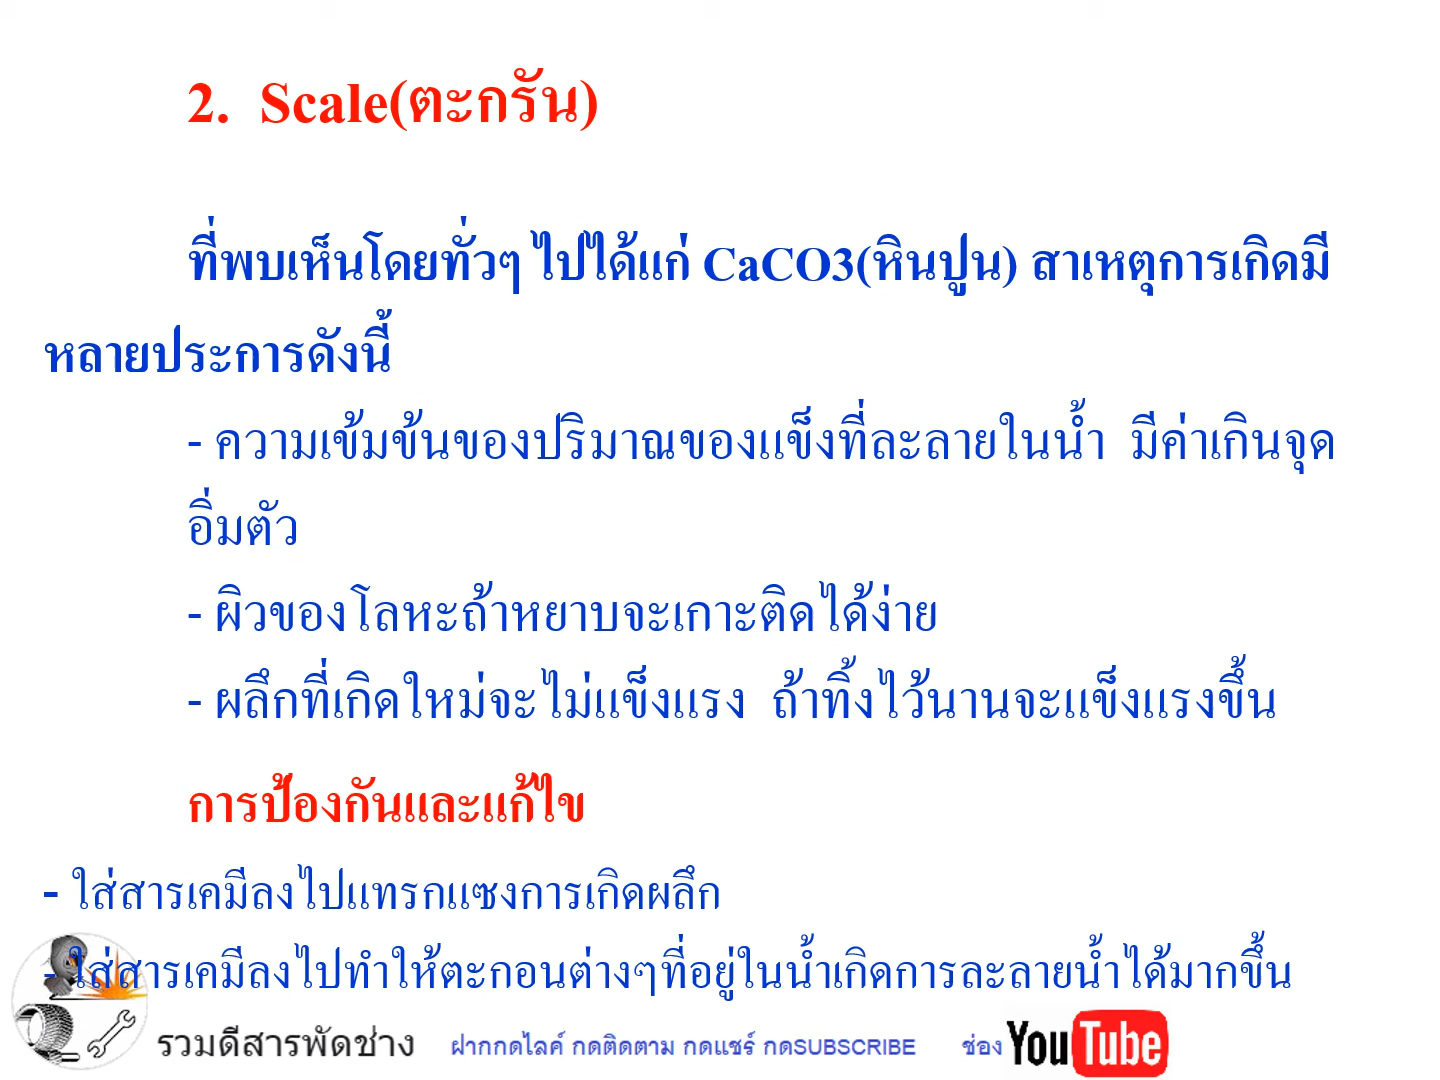 2. Scale(ตะกรัน)
ที่พบเห็นโดยทั่วๆ ไปได้แก่ CaCO3(หินปูน) สาเหตุการเกิดมี
หลายประการดังนี้
- ความเข้มข้นของปริมาณของแข็งที่ละลายในน้ำ มีค่าเกินจุด
อิ่มตัว
- ผิวของโลหะถ้าหยาบจะเกาะติดได้ง่าย
- ผลึกที่เกิดใหม่จะไม่แข็งแรง ถ้าทิ้งไว้นานจะแข็งแรงขึ้น
การป้องกันและแก้ไข
- ใส่สารเคมีลงไปแทรกแซงการเกิดผลึก
- ใส่สารเคมีลงไปทำให้ตะกอนต่างๆที่อยู่ในน้ำเกิดการละลายน้ำได้มากขึ้น
รวมดีสารพัดช่าง ฝากกดไลค์ กดติดตาม กดแชร์ กดSUBSCRIBE ช่อง YouTube